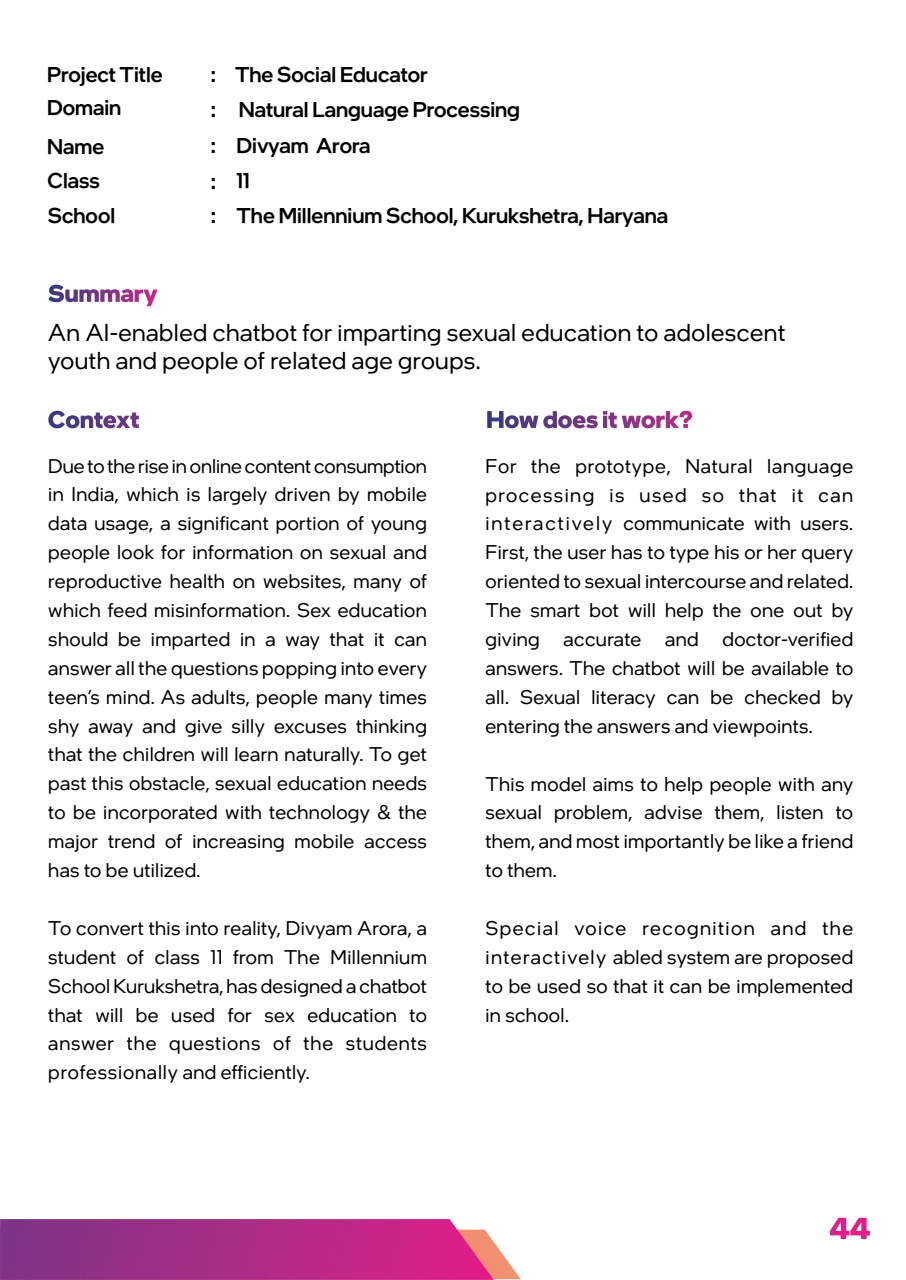 Project Title : The Social Educator
Domain : Natural Language Processing
Name : Divyam Arora
Class : 11
School : The Millennium School, Kurukshetra, Haryana
Summary
An AI-enabled chatbot for imparting sexual education to adolescent
youth and people of related age groups.
Context
Due to the rise in online content consumption
in India, which is largely driven by mobile
data usage, a significant portion of young
people look for information on sexual and
reproductive health on websites, many of
which feed misinformation. Sex education
should be imparted in a way that it can
answer all the questions popping into every
teen’s mind. As adults, people many times
shy away and give silly excuses thinking
that the children will learn naturally. To get
past this obstacle, sexual education needs
to be incorporated with technology & the
major trend of increasing mobile access
has to be utilized.
To convert this into reality, Divyam Arora, a
student of class 11 from The Millennium
School Kurukshetra, has designed a chatbot
that will be used for sex education to
answer the questions of the students
professionally and efficiently.
How does it work?
For the prototype, Natural language
processing is used so that it can
interactively communicate with users.
First, the user has to type his or her query
oriented to sexual intercourse and related.
The smart bot will help the one out by
giving accurate and doctor-verified
answers. The chatbot will be available to
all. Sexual literacy can be checked by
entering the answers and viewpoints.
This model aims to help people with any
sexual problem, advise them, listen to
them, and most importantly be like a friend
to them.
Special voice recognition and the
interactively abled system are proposed
to be used so that it can be implemented
in school.
44